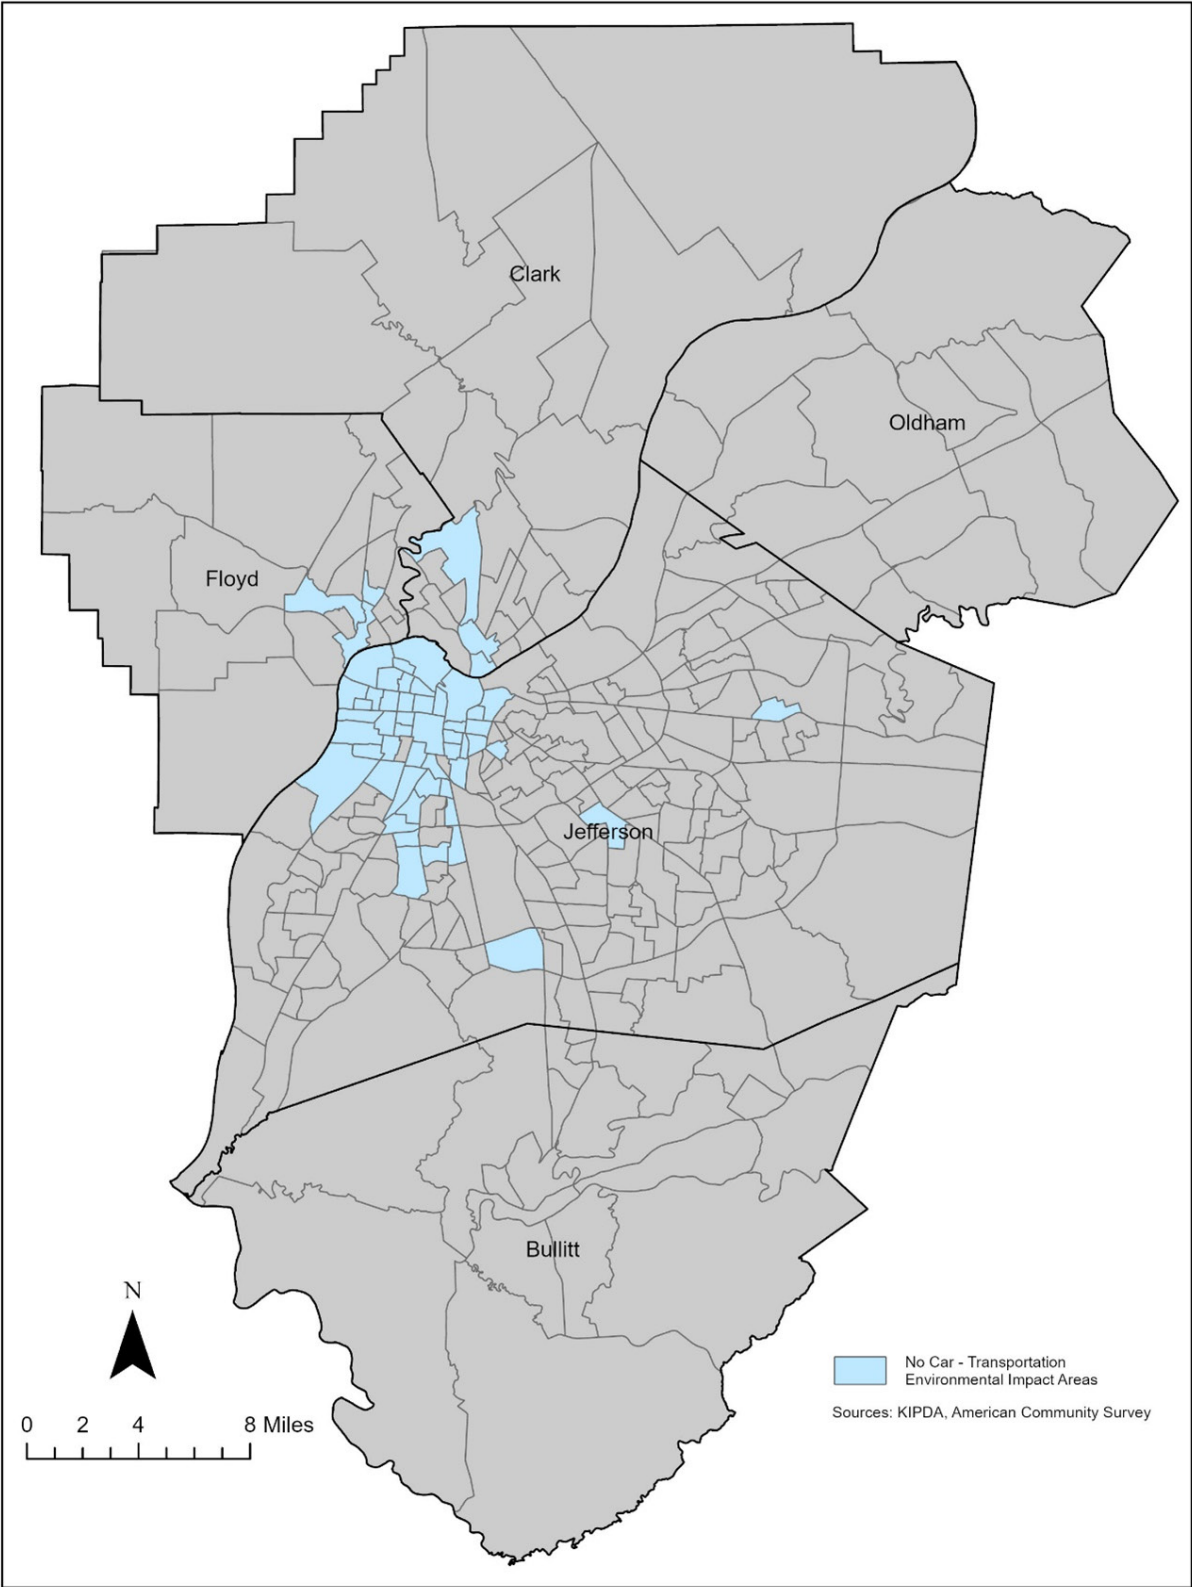 Clark
Oldham
Floyd
Jefferson
Bullitt
N
0 2 4 8 Miles
No Car - Transportation
Environmental Impact Areas
Sources: KIPDA, American Community Survey